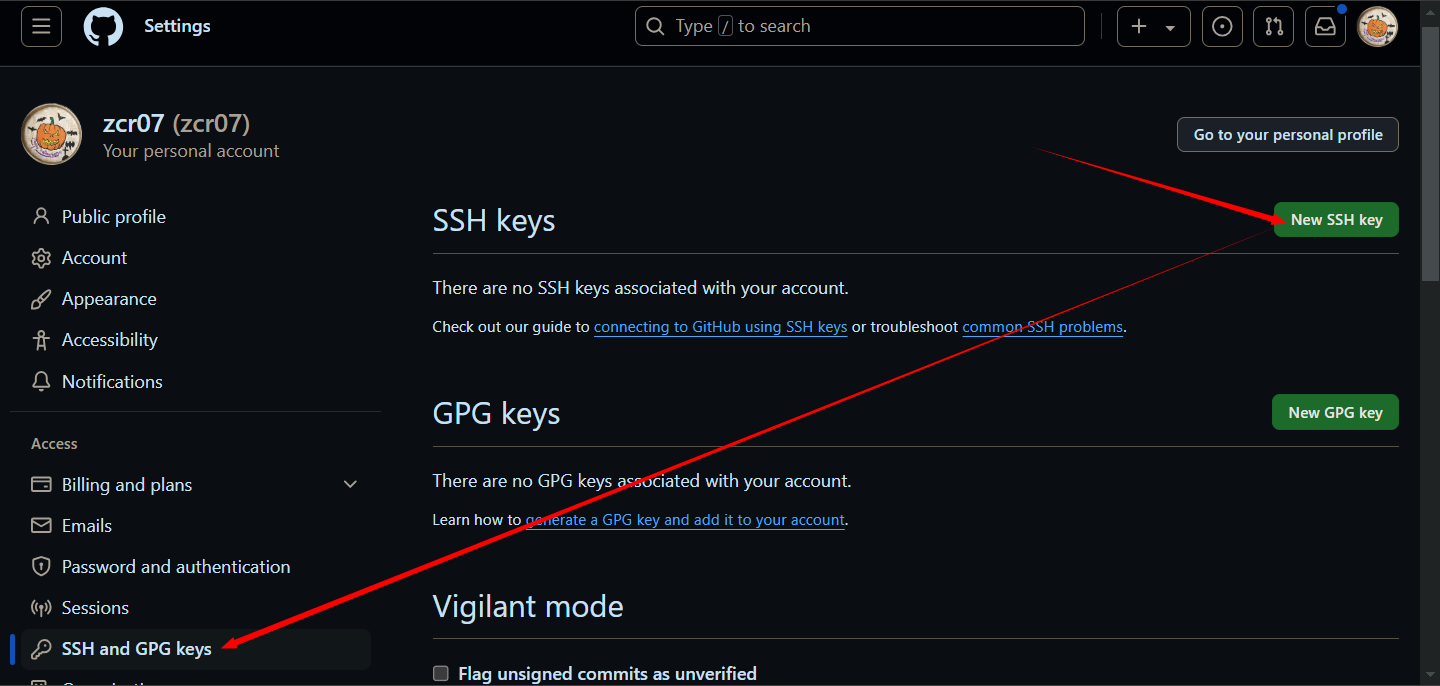 Settings
Type / to search
zcr07 (zcr07)
Your personal account
Go to your personal profile
Public profile
Account
Appearance
Accessibility
Notifications
Access
Billing and plans
Emails
Password and authentication
Sessions
SSH and GPG keys
SSH keys
New SSH key
There are no SSH keys associated with your account.
Check out our guide to connecting to GitHub using SSH keys or troubleshoot common SSH problems.
GPG keys
New GPG key
There are no GPG keys associated with your account.
Learn how to generate a GPG key and add it to your account.
Vigilant mode
Flag unsigned commits as unverified